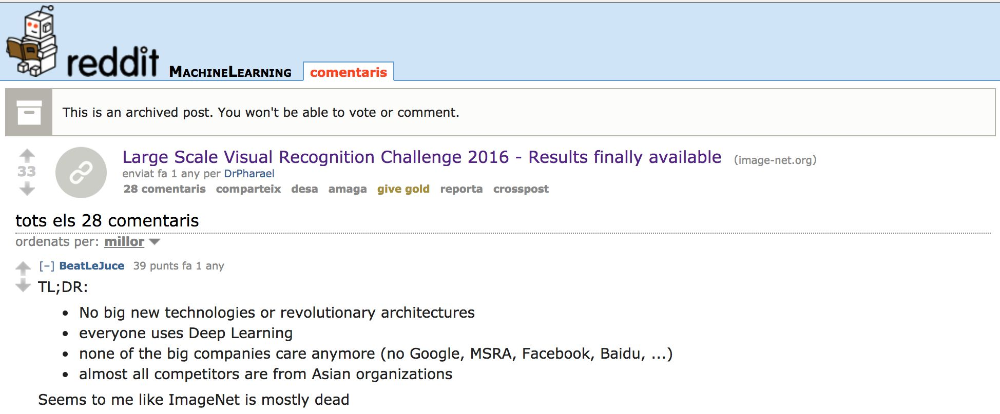 reddit MACHINELEARNING comentaris
This is an archived post. You won't be able to vote or comment.
Large Scale Visual Recognition Challenge 2016 - Results finally available (image-net.org)
33
enviat fa 1 any per DrPharael
28 comentaris comparteix desa amaga give gold reporta crosspost
tots els 28 comentaris
ordenats per: millor
[–] BeatLeJuce 39 punts fa 1 any
TL;DR:
• No big new technologies or revolutionary architectures
• everyone uses Deep Learning
• none of the big companies care anymore (no Google, MSRA, Facebook, Baidu, ...)
• almost all competitors are from Asian organizations
Seems to me like ImageNet is mostly dead